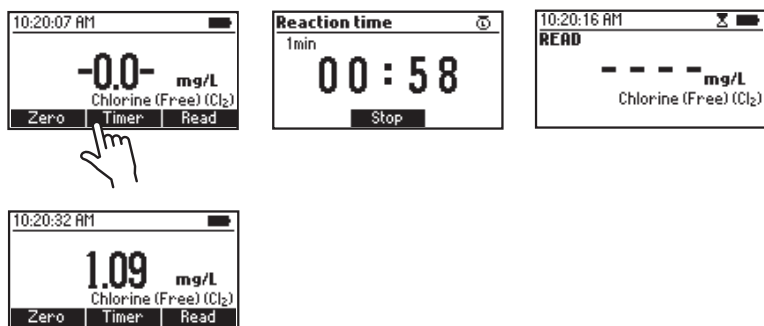 10:20:07 AM
-0.0- mg/L
Chlorine (Free) (Cl₂)
Zero Timer Read
Reaction time
1min
00:58
Stop
10:20:16 AM
READ
---- mg/L
Chlorine (Free) (Cl₂)
10:20:32 AM
1.09 mg/L
Chlorine (Free) (Cl₂)
Zero Timer Read